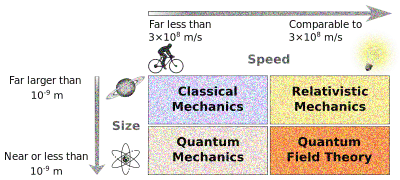 Far less than
3×10⁸ m/s
Comparable to
3×10⁸ m/s
Speed
Far larger than
10⁻⁹ m
Size
Near or less than
10⁻⁹ m
Classical
Mechanics
Relativistic
Mechanics
Quantum
Mechanics
Quantum
Field Theory